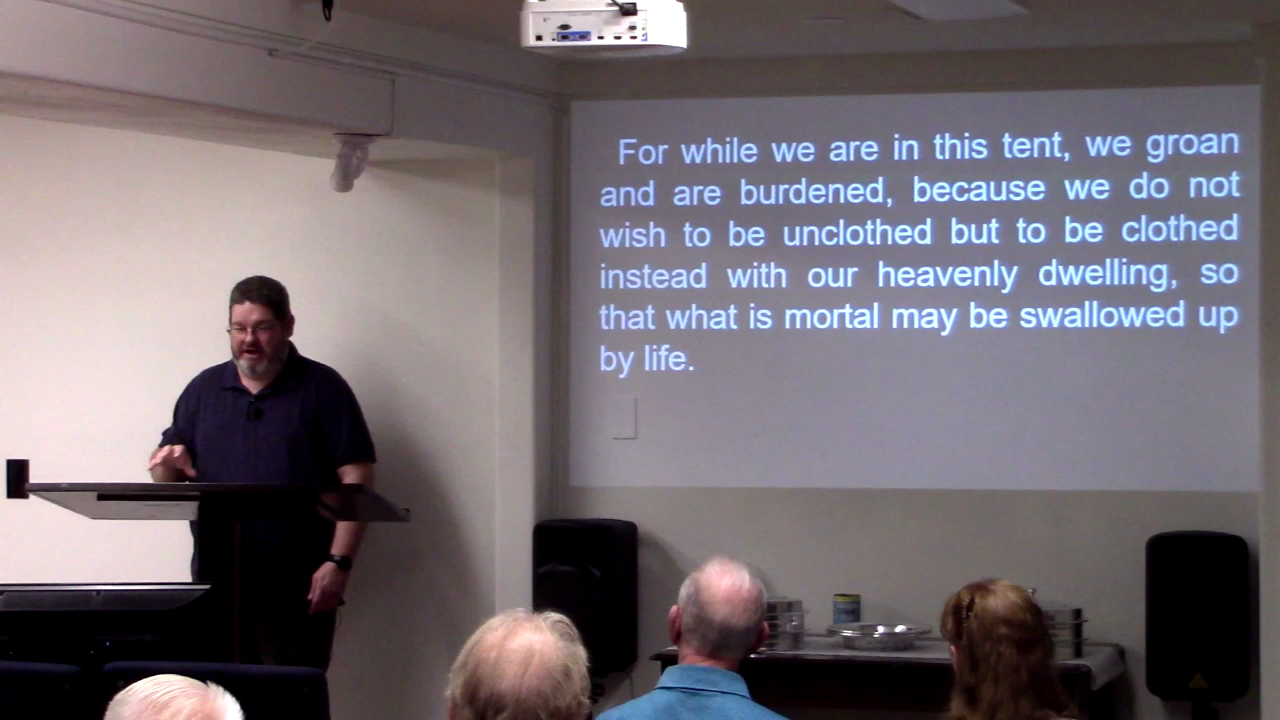 For while we are in this tent, we groan
and are burdened, because we do not
wish to be unclothed but to be clothed
instead with our heavenly dwelling, so
that what is mortal may be swallowed up
by life.